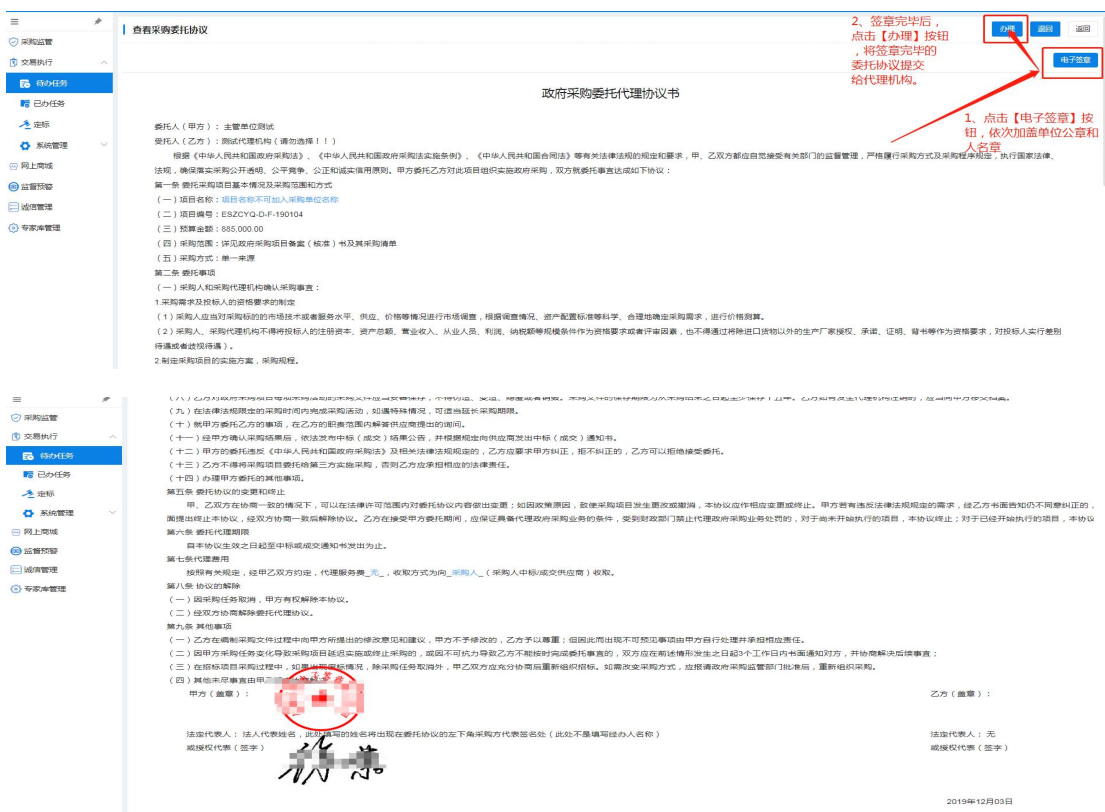 查看采购委托协议
2、签章完毕后，
点击【办理】按钮
，将签章完毕的
委托协议提交
给代理机构。
办理
退回
返回
电子签章
1、点击【电子签章】按
钮，依次加盖单位公章和
人名章
采购监管
交易执行
待办任务
已办任务
定标
系统管理
网上商城
监督预警
诚信管理
专家库管理
政府采购委托代理协议书
委托人（甲方）：主管单位测试
受托人（乙方）：测试代理机构（请勿选择！！）
根据《中华人民共和国政府采购法》、《中华人民共和国政府采购法实施条例》、《中华人民共和国合同法》等有关法律法规的规定和要求，甲、乙双方都应自觉接受有关部门的监督管理，严格履行采购方式及采购程序规定，执行国家法律、
法规，确保落实采购公开透明、公平竞争、公正和诚实信用原则。甲方委托乙方对此项目组织实施政府采购，双方就委托事宜达成如下协议：
第一条 委托采购项目基本情况及采购范围和方式
（一）项目名称：项目名称不可加入采购单位名称
（二）项目编号：ESZCYQ-D-F-190104
（三）预算金额：885,000.00
（四）采购范围：详见政府采购项目备案（核准）书及其采购清单
（五）采购方式：单一来源
第二条 委托事项
（一）采购人和采购代理机构确认采购事宜：
1.采购需求及投标人的资格要求的制定
（1）采购人应当对采购标的的市场技术或者服务水平、供应、价格等情况进行市场调查，根据调查情况、资产配置标准等科学、合理地确定采购需求，进行价格测算。
（2）采购人、采购代理机构不得将投标人的注册资本、资产总额、营业收入、从业人员、利润、纳税额等规模条件作为资格要求或者评审因素，也不得通过将除进口货物以外的生产厂家授权、承诺、证明、背书等作为资格要求，对投标人实行差别
待遇或者歧视待遇）。
2.制定采购项目的实施方案，采购规程。
采购监管
交易执行
待办任务
已办任务
定标
系统管理
网上商城
监督预警
诚信管理
专家库管理
（九）在法律法规限定的采购时间内完成采购活动，如遇特殊情况，可适当延长采购期限。
（十）就甲方委托乙方的事项，在乙方的职责范围内解答供应商提出的询问。
（十一）经甲方确认采购结果后，依法发布中标（成交）结果公告，并根据规定向供应商发出中标（成交）通知书。
（十二）甲方的委托违反《中华人民共和国政府采购法》及相关法律法规规定的，乙方应要求甲方纠正，拒不纠正的，乙方可以拒绝接受委托。
（十三）乙方不得将采购项目委托给第三方实施采购，否则乙方应承担相应的法律责任。
（十四）办理甲方委托的其他事项。
第五条 委托协议的变更和终止
甲、乙双方在协商一致的情况下，可以在法律许可范围内对委托协议内容做出变更；如因政策原因，致使采购项目发生更改或撤消，本协议应作相应变更或终止。甲方若有违反法律法规规定的需求，经乙方书面告知仍不同意纠正的，
面提出终止本协议，经双方协商一致后解除协议。乙方在接受甲方委托期间，应保证具备代理政府采购业务的条件，受到财政部门禁止代理政府采购业务处罚的，对于尚未开始执行的项目，本协议终止；对于已经开始执行的项目，本协议
第六条 委托代理期限
自本协议生效之日起至中标或成交通知书发出为止。
第七条代理费用
按照有关规定，经甲乙双方约定，代理服务费_无_，收取方式为向_采购人_（采购人中标/成交供应商）收取。
第八条 协议的解除
（一）因采购任务取消，甲方有权解除本协议。
（二）经双方协商解除委托代理协议。
第九条 其他事项
（一）乙方在编制采购文件过程中向甲方所提出的修改意见和建议，甲方不予修改的，乙方予以尊重；但因此而出现不可预见事项由甲方自行处理并承担相应责任。
（二）因甲方采购任务变化导致采购项目延迟实施或终止采购的，或因不可抗力导致乙方不能按时完成委托事宜的，双方应在前述情形发生之日起3个工作日内书面通知对方，并协商解决后续事宜；
（三）在招标项目采购过程中，如果出现废标情况，除采购任务取消外，甲乙双方应充分协商后重新组织招标。如需改变采购方式，应报请政府采购监管部门批准后，重新组织采购。
（四）其他未尽事宜由甲
甲方（盖章）：
乙方（盖章）：
法定代表人：法人代表姓名，此处填写的姓名将出现在委托协议的左下角采购方代表签名处（此处不是填写经办人名称）
法定代表人：无
或授权代表（签字）
或授权代表（签字）
2019年12月03日